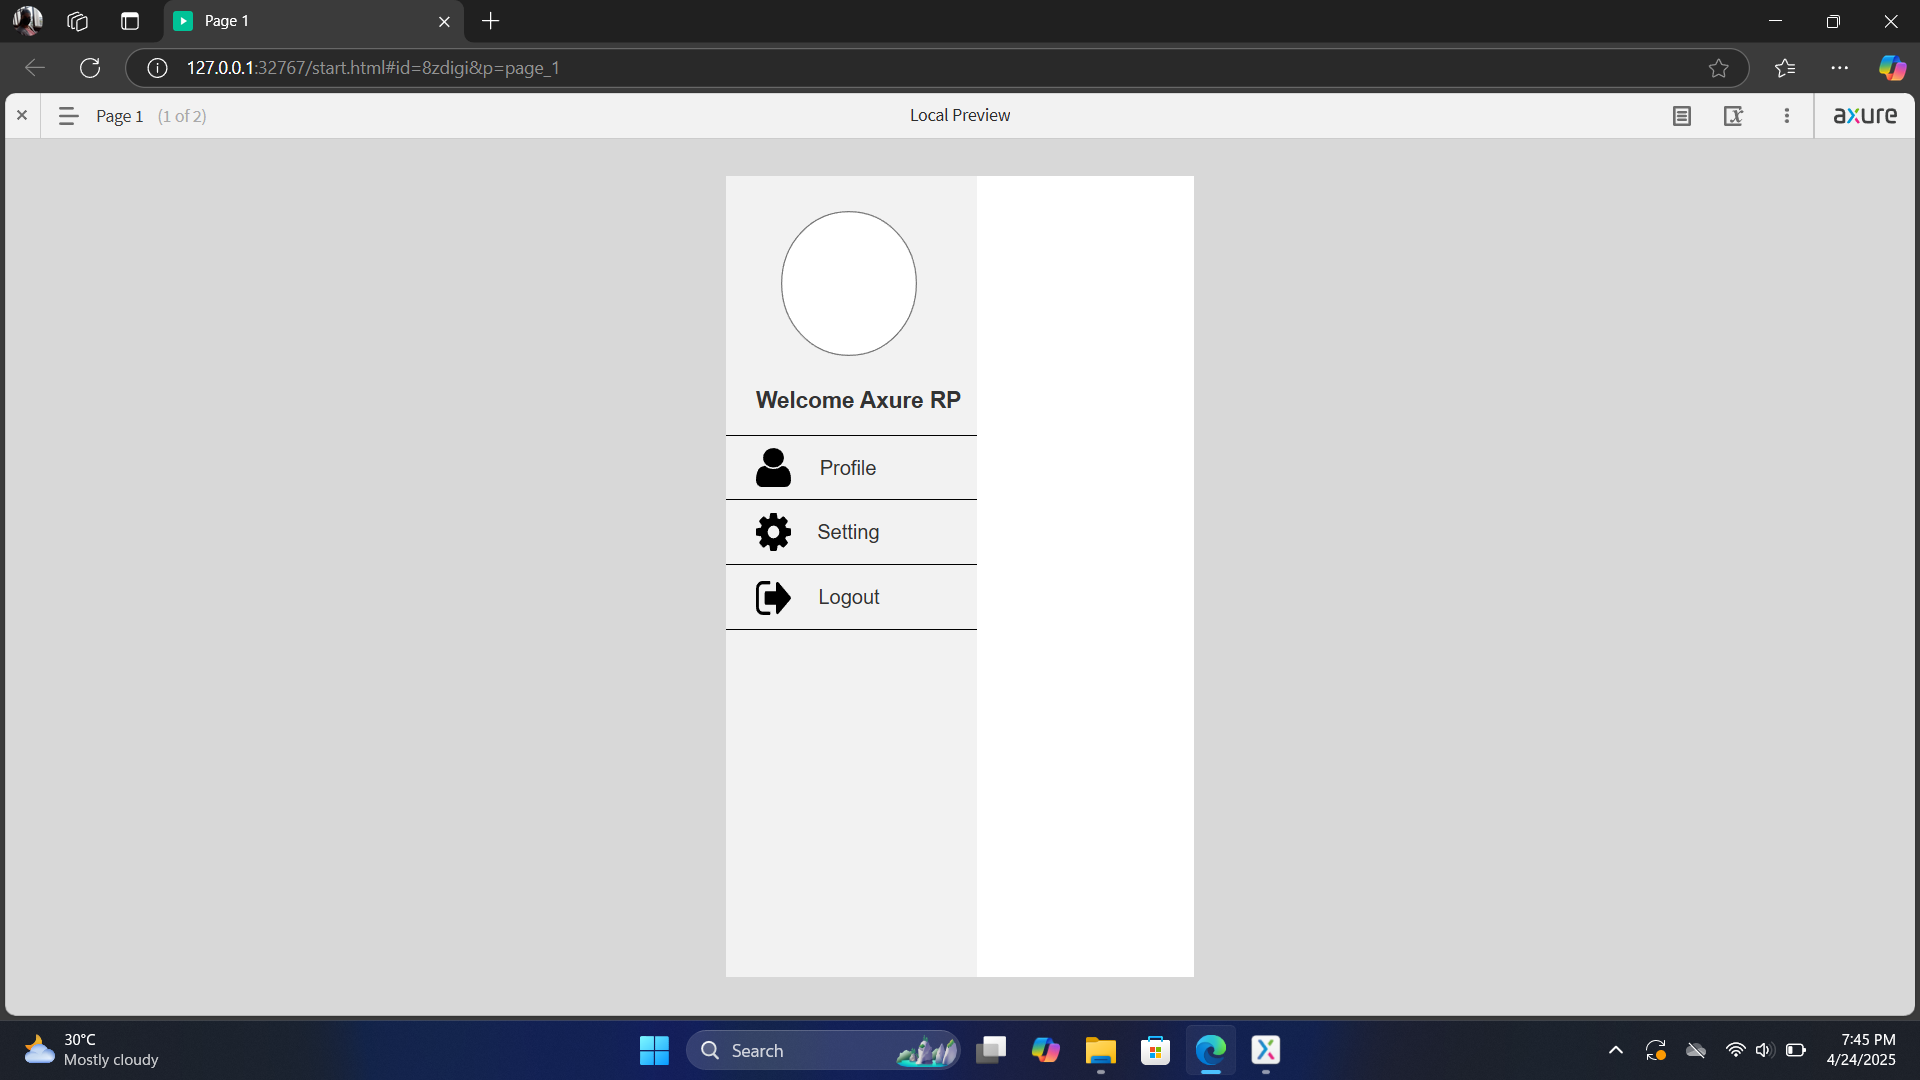 Page 1
127.0.0.1:32767/start.html#id=8zdigi&p=page_1
Page 1 (1 of 2)
Local Preview
axure
Welcome Axure RP
Profile
Setting
Logout
30°C
Mostly cloudy
Search
7:45 PM
4/24/2025